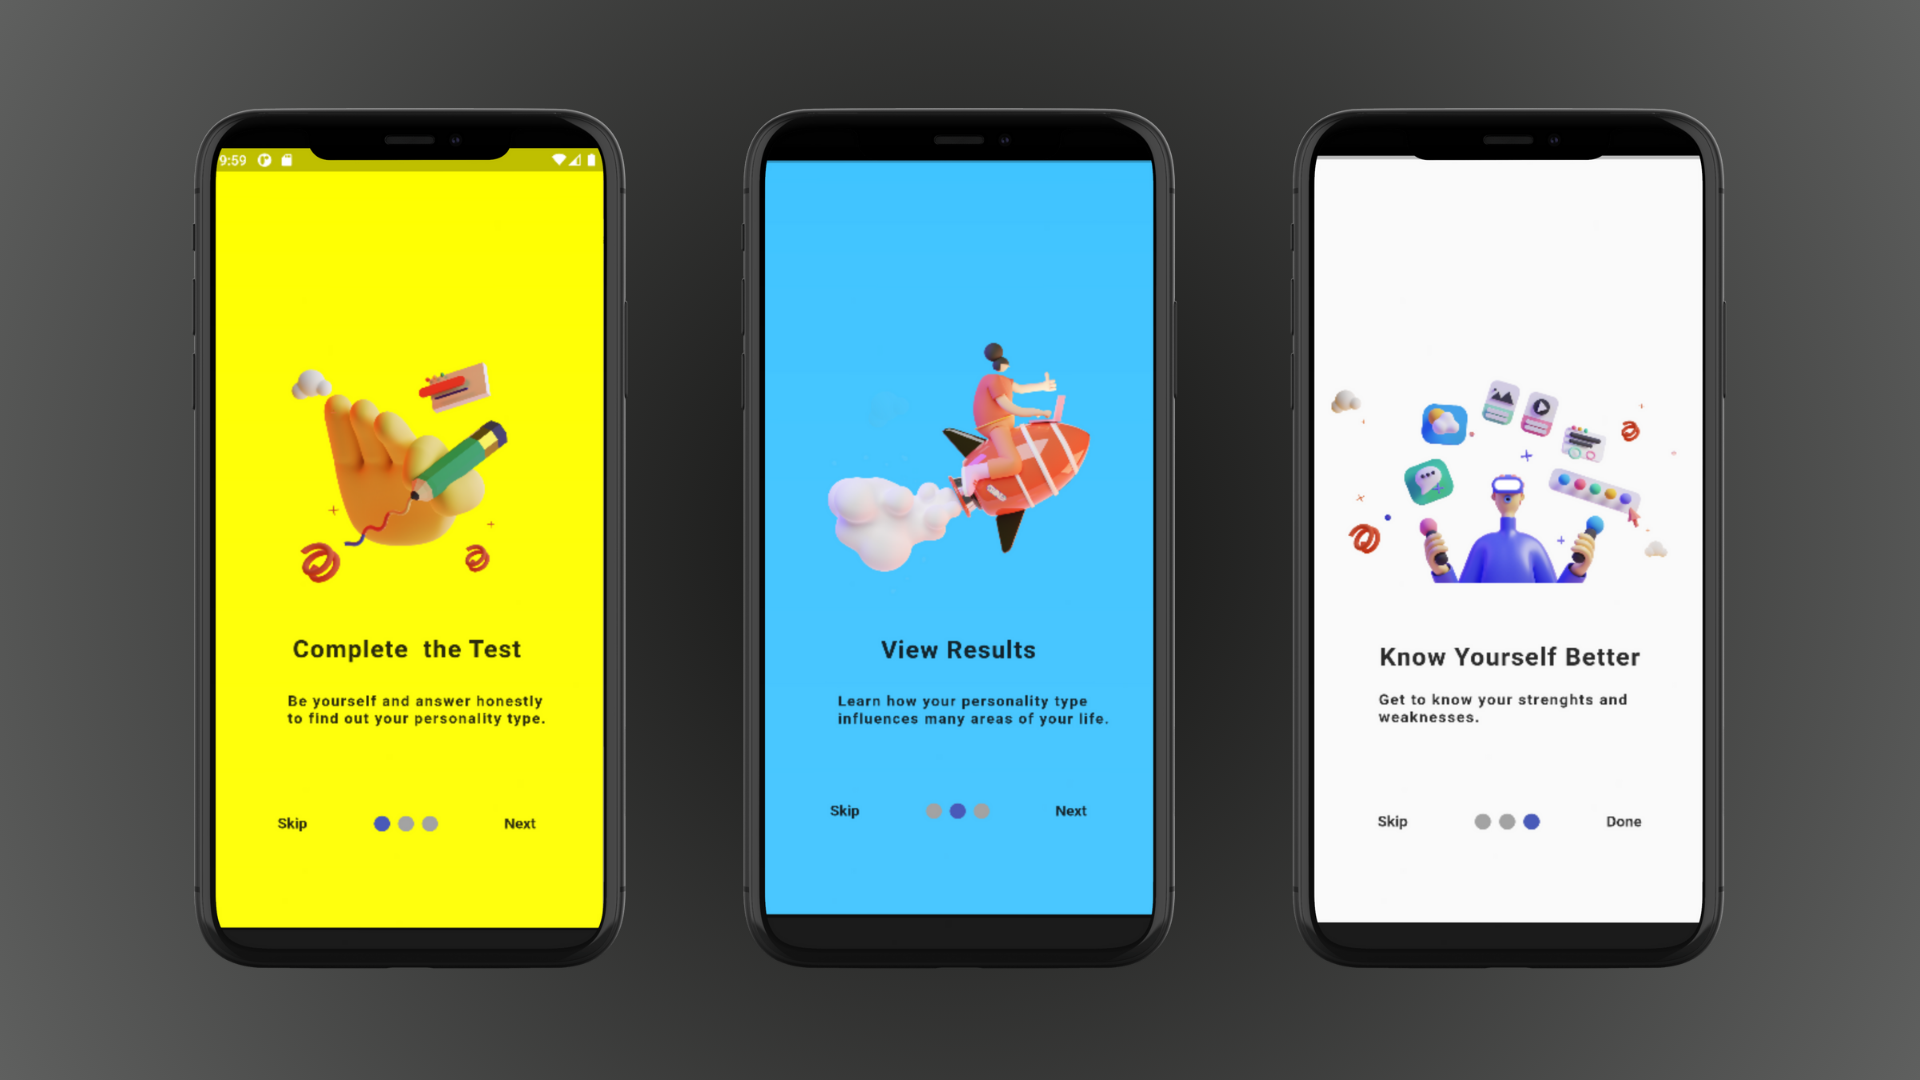 9:59
Complete  the Test
Be yourself and answer honestly
to find out your personality type.
Skip
Next
View Results
Learn how your personality type
influences many areas of your life.
Skip
Next
Know Yourself Better
Get to know your strenghts and
weaknesses.
Skip
Done